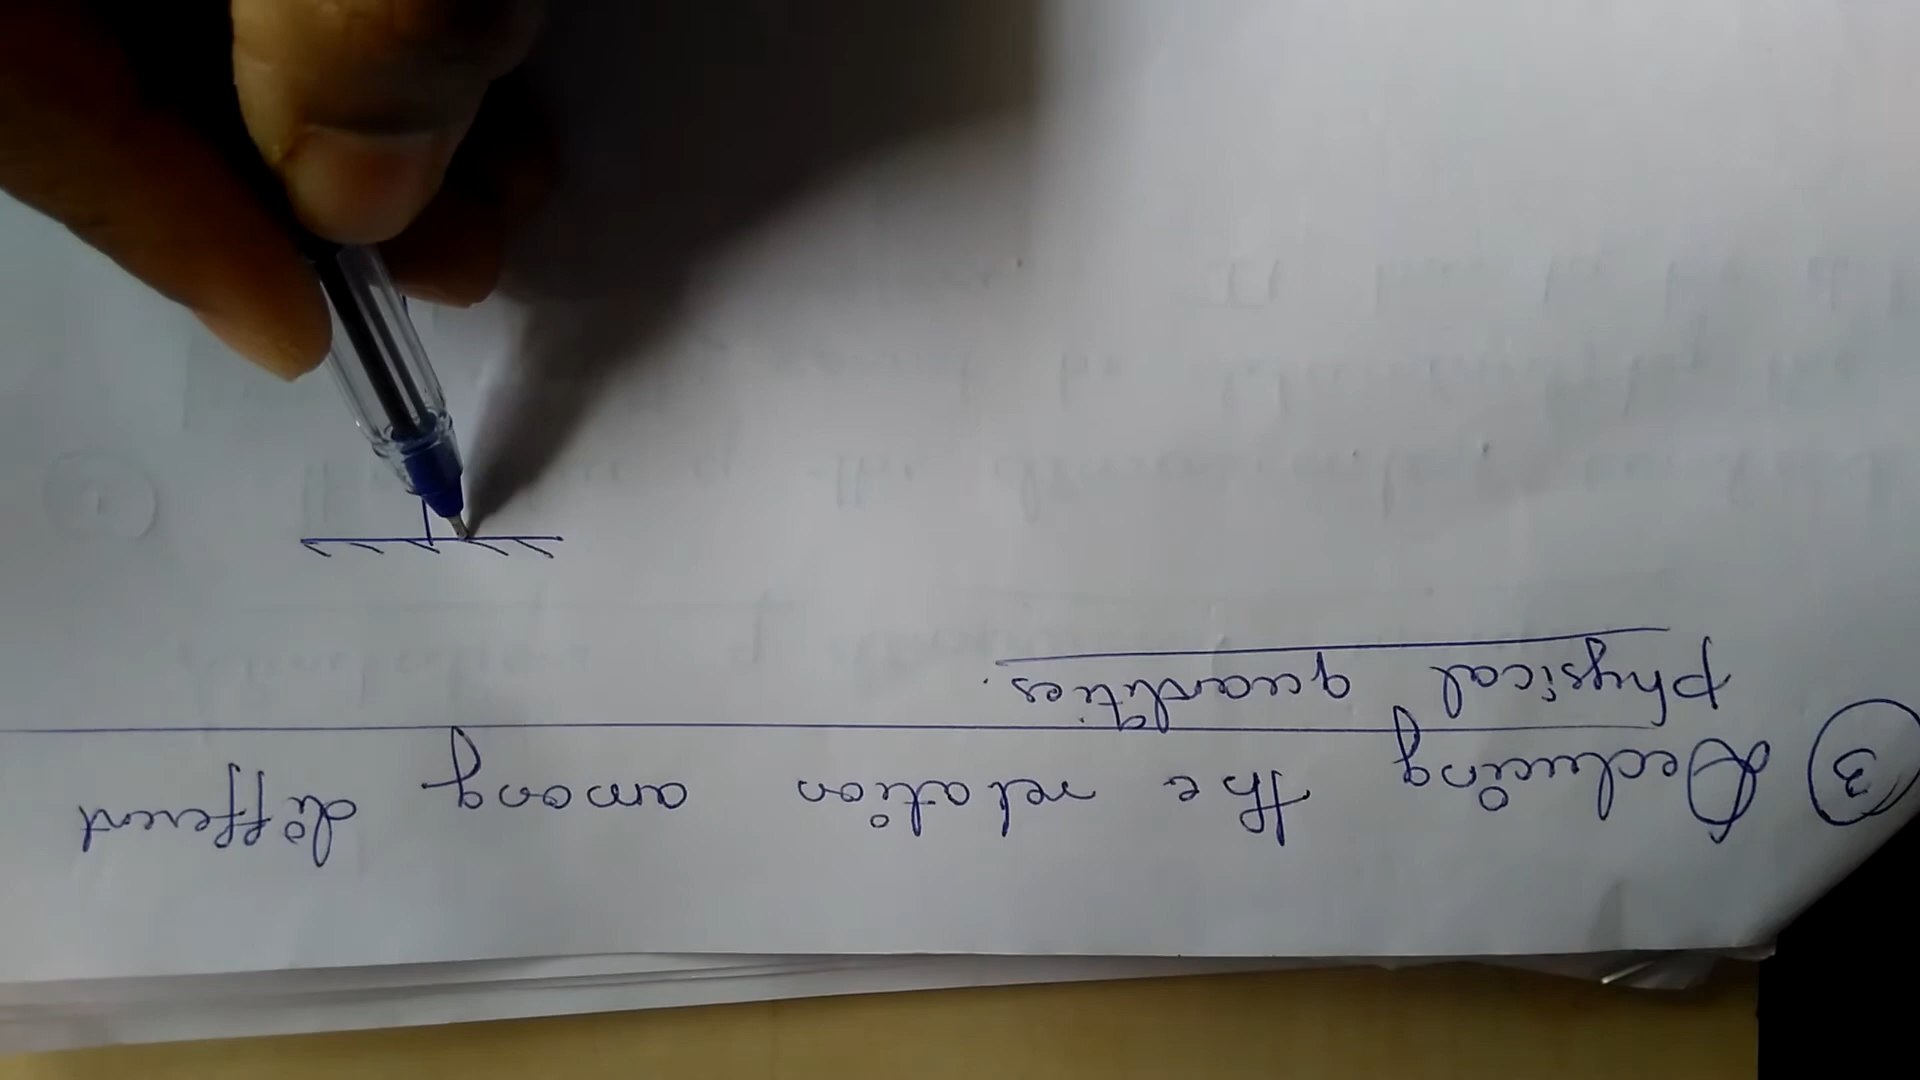 3 Deducing the relation among different
physical quantities.